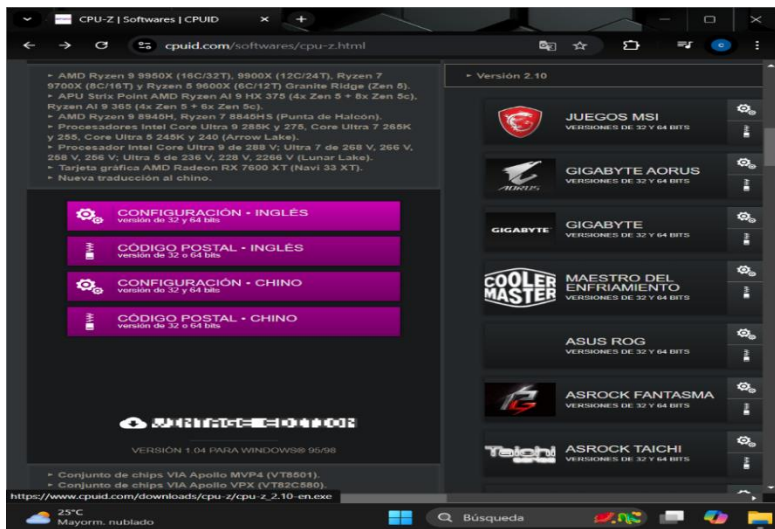 CPU-Z | Softwares | CPUID
cpuid.com/softwares/cpu-z.html
AMD Ryzen 9 9950X (16C/32T), 9900X (12C/24T), Ryzen 7
9700X (8C/16T) y Ryzen 5 9600X (6C/12T) Granite Ridge (Zen 5).
APU Strix Point AMD Ryzen AI 9 HX 375 (4x Zen 5 + 8x Zen 5c),
Ryzen AI 9 365 (4x Zen 5 + 6x Zen 5c).
AMD Ryzen 9 8945H, Ryzen 7 8845HS (Punta de Halcón).
Procesadores Intel Core Ultra 9 285K y 275, Core Ultra 7 265K
y 255, Core Ultra 5 245K y 240 (Arrow Lake).
Procesador Intel Core Ultra 9 de 288 V; Ultra 7 de 268 V, 266 V,
258 V, 256 V; Ultra 5 de 236 V, 228 V, 2266 V (Lunar Lake).
Tarjeta gráfica AMD Radeon RX 7600 XT (Navi 33 XT).
Nueva traducción al chino.
CONFIGURACIÓN • INGLÉS
versión de 32 y 64 bits
CÓDIGO POSTAL • INGLÉS
versión de 32 o 64 bits
CONFIGURACIÓN • CHINO
versión de 32 y 64 bits
CÓDIGO POSTAL • CHINO
versión de 32 o 64 bits
VINTAGE EDITION
VERSIÓN 1.04 PARA WINDOWS® 95/98
Conjunto de chips VIA Apollo MVP4 (VT8501).
Conjunto de chips VIA Apollo VPX (VT82C580).
https://www.cpuid.com/downloads/cpu-z/cpu-z_2.10-en.exe
Versión 2.10
JUEGOS MSI
VERSIONES DE 32 Y 64 BITS
AORUS
GIGABYTE AORUS
VERSIONES DE 32 Y 64 BITS
GIGABYTE
GIGABYTE
VERSIONES DE 32 Y 64 BITS
COOLER
MASTER
MAESTRO DEL
ENFRIAMIENTO
VERSIONES DE 32 Y 64 BITS
ASUS ROG
VERSIONES DE 32 Y 64 BITS
ASROCK FANTASMA
VERSIONES DE 32 Y 64 BITS
Taichi
ASROCK TAICHI
VERSIONES DE 32 Y 64 BITS
25°C
Mayorm. nublado
Búsqueda